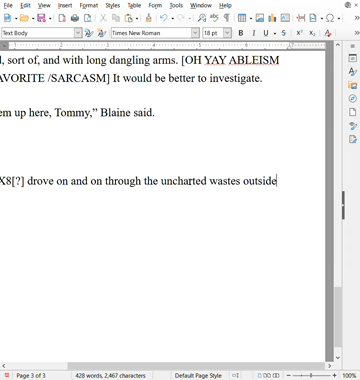 t Insert View Insert Format Styles Table Form Tools Window Help
Text Body Times New Roman 18 pt
d, sort of, and with long dangling arms. [OH YAY ABLEISM
AVORITE /SARCASM] It would be better to investigate.
em up here, Tommy,” Blaine said.
X8[?] drove on and on through the uncharted wastes outside
Page 3 of 3 428 words, 2,467 characters Default Page Style 100%